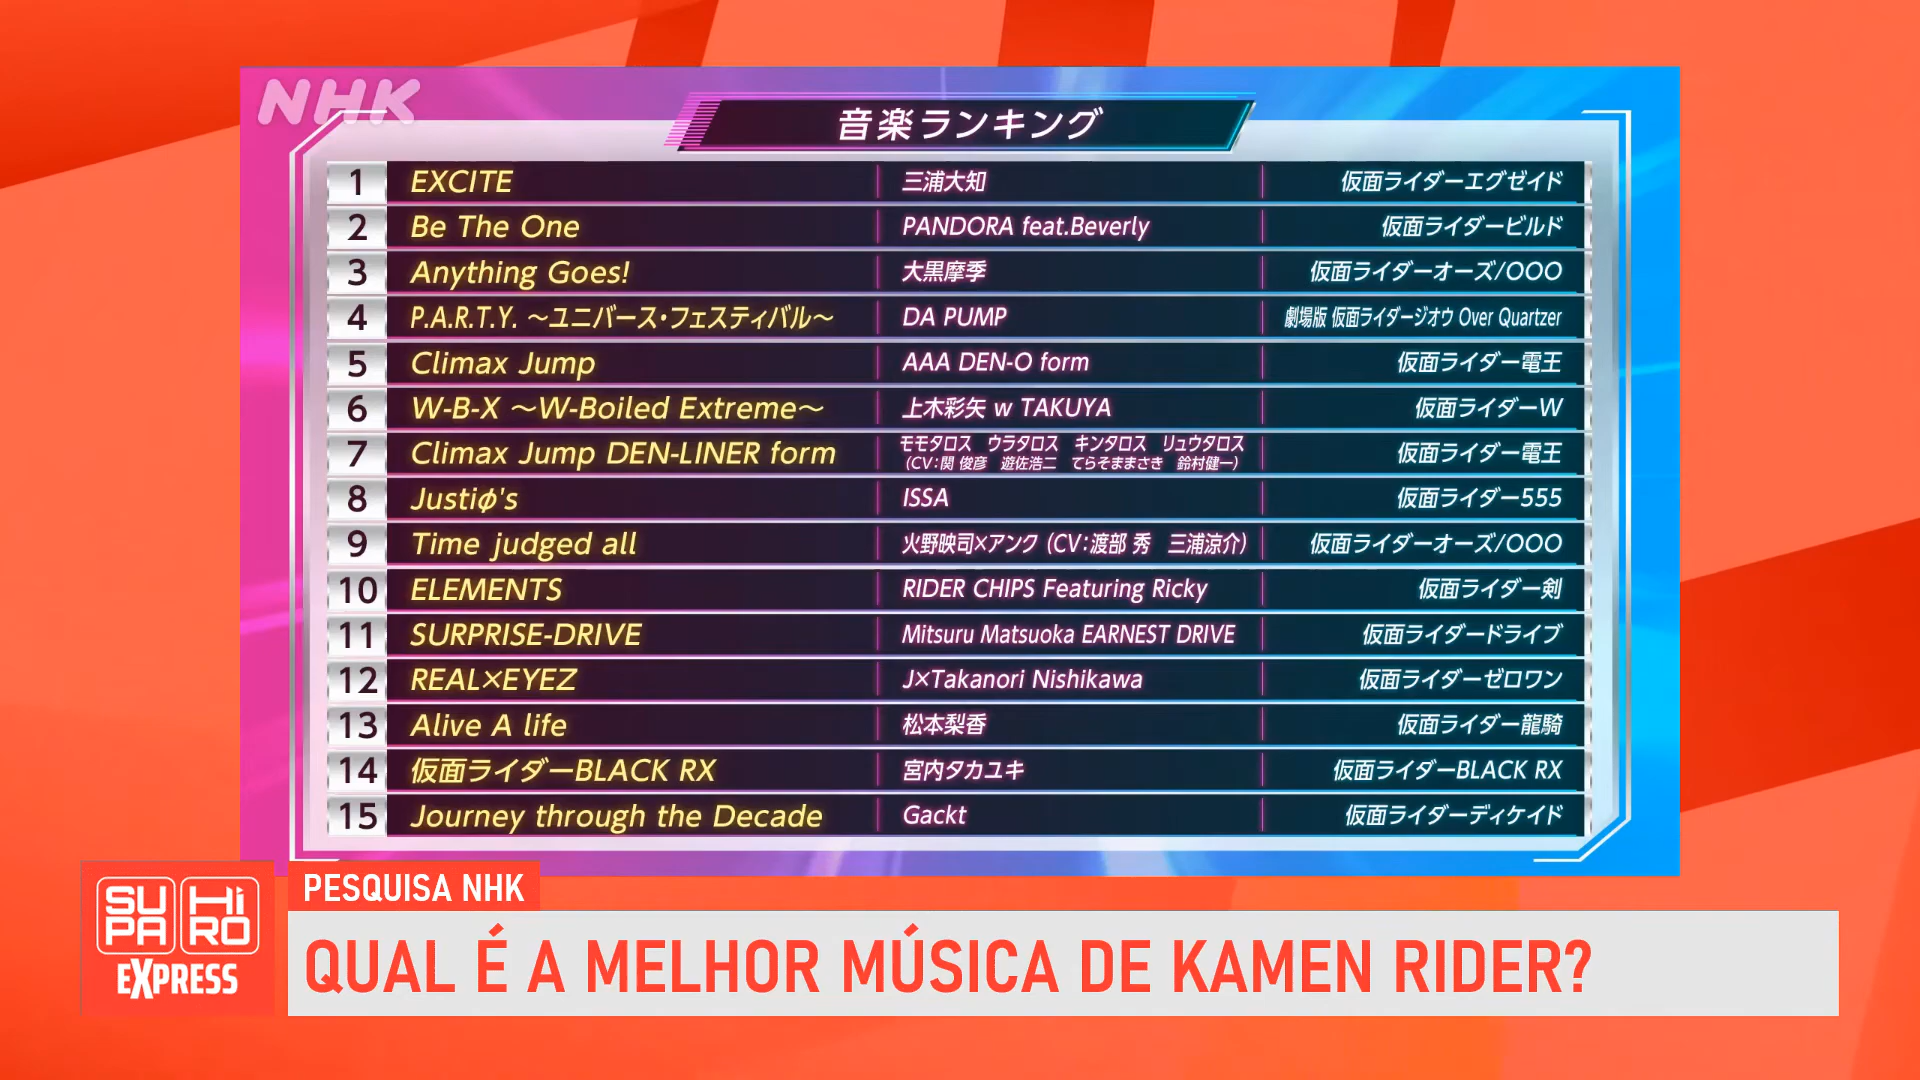 NHK
音楽ランキング
1 EXCITE 三浦大知 仮面ライダーエグゼイド
2 Be The One PANDORA feat.Beverly 仮面ライダービルド
3 Anything Goes! 大黒摩季 仮面ライダーオーズ/OOO
4 P.A.R.T.Y. ～ユニバース・フェスティバル～ DA PUMP 劇場版 仮面ライダージオウ Over Quartzer
5 Climax Jump AAA DEN-O form 仮面ライダー電王
6 W-B-X ～W-Boiled Extreme～ 上木彩矢 w TAKUYA 仮面ライダーW
7 Climax Jump DEN-LINER form モモタロス ウラタロス キンタロス リュウタロス 仮面ライダー電王
（CV：関 俊彦 遊佐浩二 てらそままさき 鈴村健一）
8 Justiφ's ISSA 仮面ライダー555
9 Time judged all 火野映司×アンク（CV：渡部 秀 三浦涼介） 仮面ライダーオーズ/OOO
10 ELEMENTS RIDER CHIPS Featuring Ricky 仮面ライダー剣
11 SURPRISE-DRIVE Mitsuru Matsuoka EARNEST DRIVE 仮面ライダードライブ
12 REAL×EYEZ J×Takanori Nishikawa 仮面ライダーゼロワン
13 Alive A life 松本梨香 仮面ライダー龍騎
14 仮面ライダーBLACK RX 宮内タカユキ 仮面ライダーBLACK RX
15 Journey through the Decade Gackt 仮面ライダーディケイド
SUPA HIRO
EXPRESS
PESQUISA NHK
QUAL É A MELHOR MÚSICA DE KAMEN RIDER?